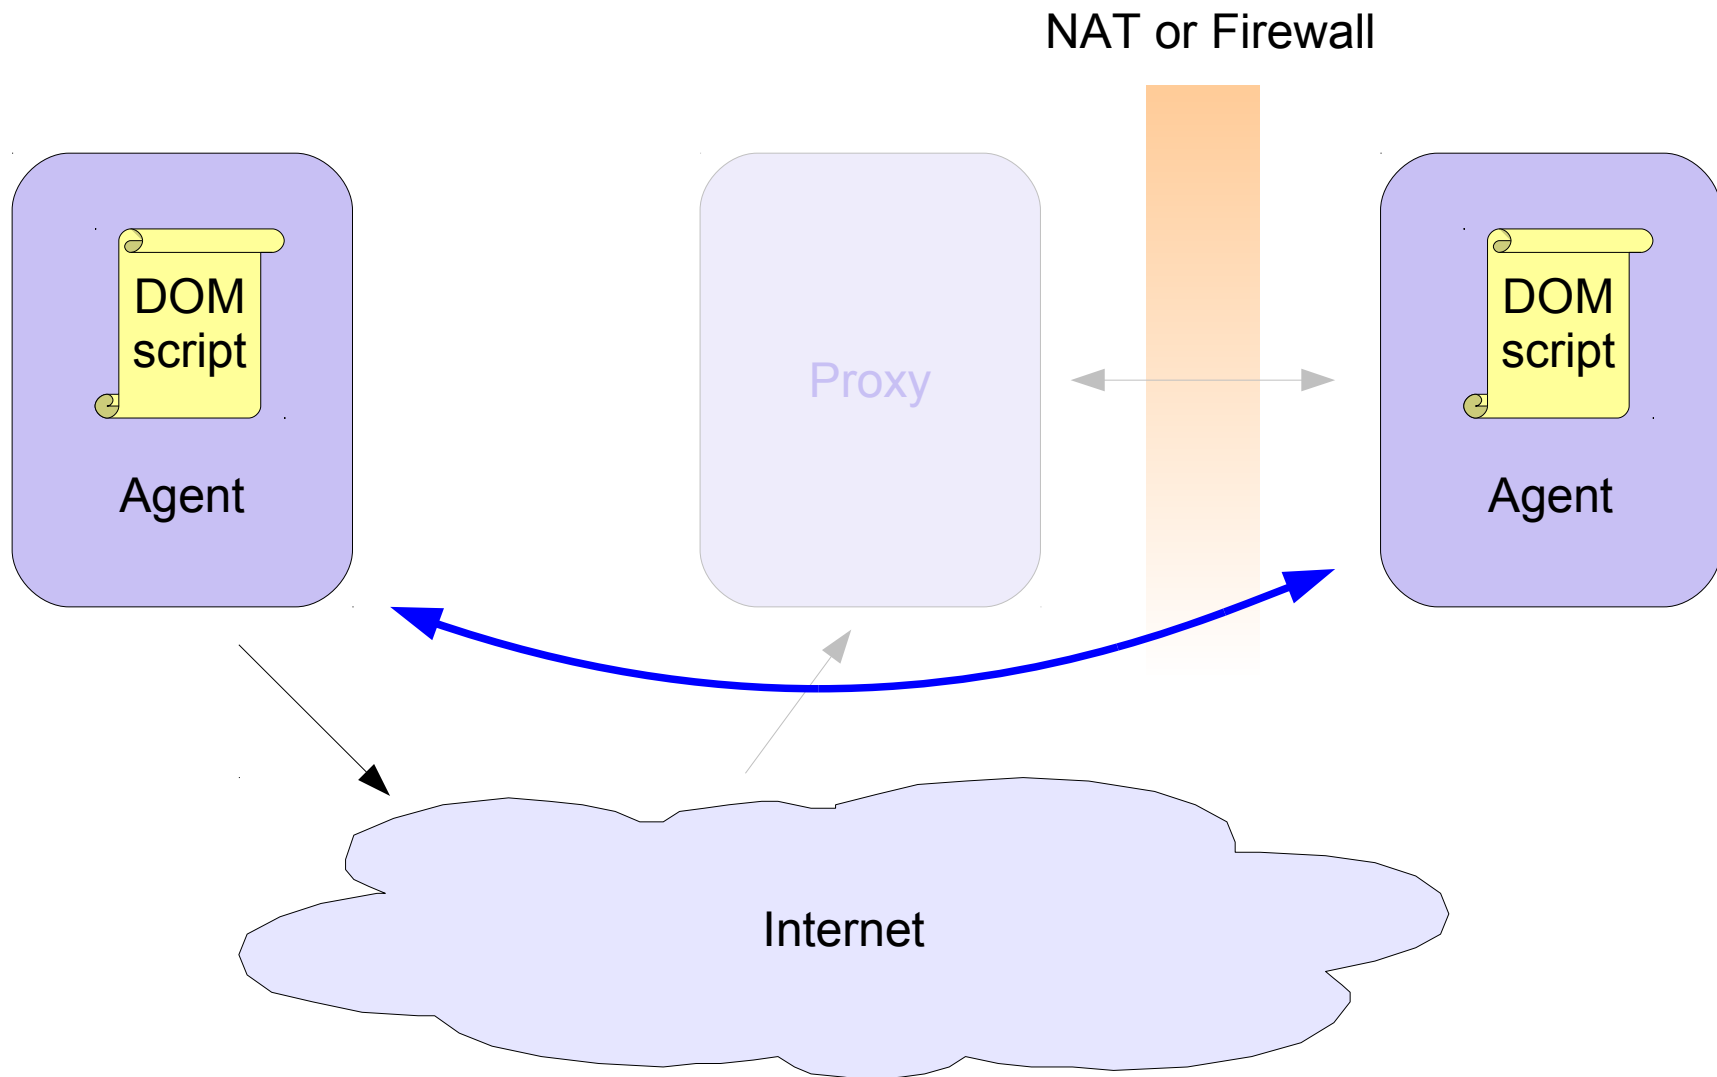 NAT or Firewall
DOM
script
Agent
Proxy
DOM
script
Agent
Internet